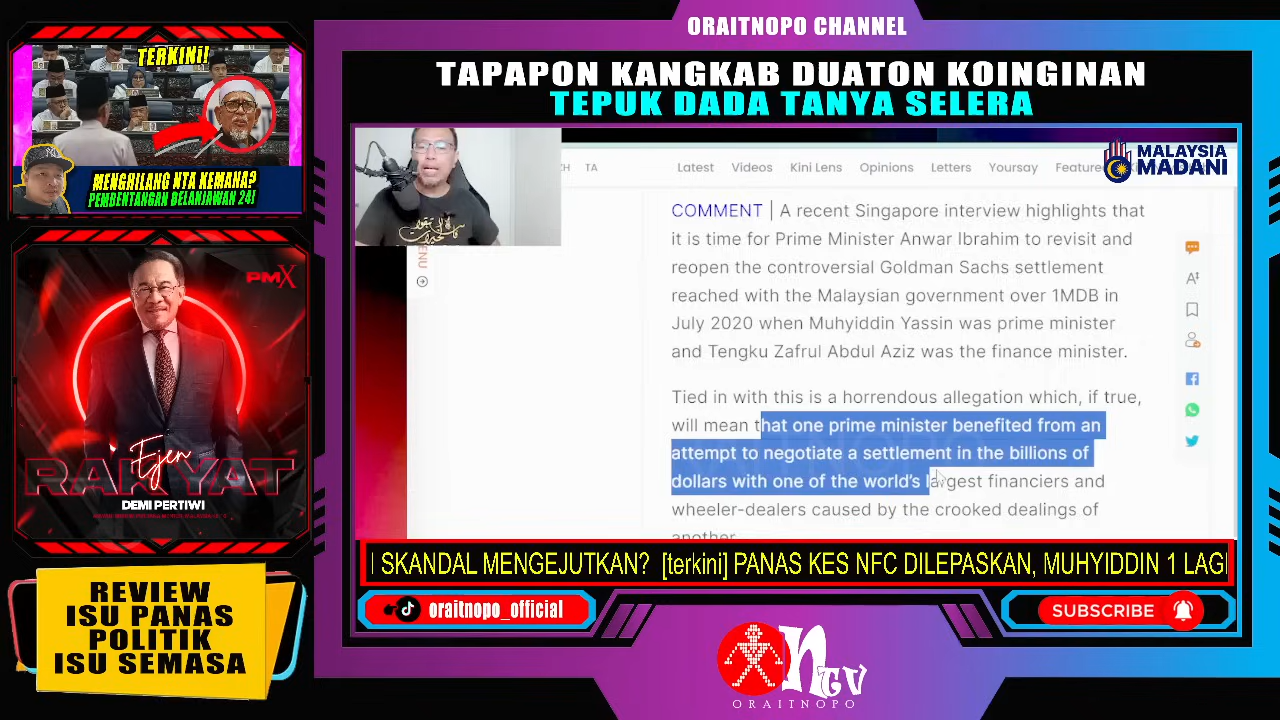 ORAITNOPO CHANNEL
TERKINI!
MENGHILANG NTA KEMANA?
PEMBENTANGAN BELANJAWAN 24!
TAPAPON KANGKAB DUATON KOINGINAN
TEPUK DADA TANYA SELERA
ZH TA
Latest Videos Kini Lens Opinions Letters Yoursay
MALAYSIA
MADANI
COMMENT | A recent Singapore interview highlights that
it is time for Prime Minister Anwar Ibrahim to revisit and
reopen the controversial Goldman Sachs settlement
reached with the Malaysian government over 1MDB in
July 2020 when Muhyiddin Yassin was prime minister
and Tengku Zafrul Abdul Aziz was the finance minister.
Tied in with this is a horrendous allegation which, if true,
will mean that one prime minister benefited from an
attempt to negotiate a settlement in the billions of
dollars with one of the world's largest financiers and
wheeler-dealers caused by the crooked dealings of
another
PMX
Ejen
RAKYAT
DEMI PERTIWI
SKANDAL MENGEJUTKAN? [terkini] PANAS KES NFC DILEPASKAN, MUHYIDDIN 1 LAGI
REVIEW
ISU PANAS
POLITIK
ISU SEMASA
oraitnopo_official
SUBSCRIBE
ntv
ORAITNOPO